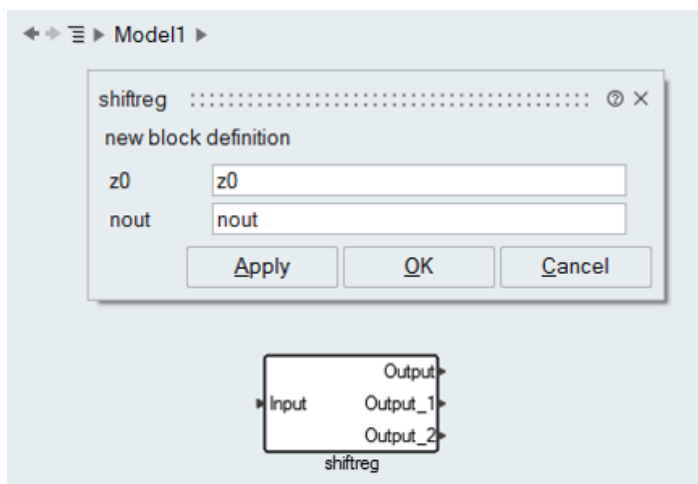 Model1
shiftreg
new block definition
z0 z0
nout nout
Apply OK Cancel
Output
Input Output_1
Output_2
shiftreg